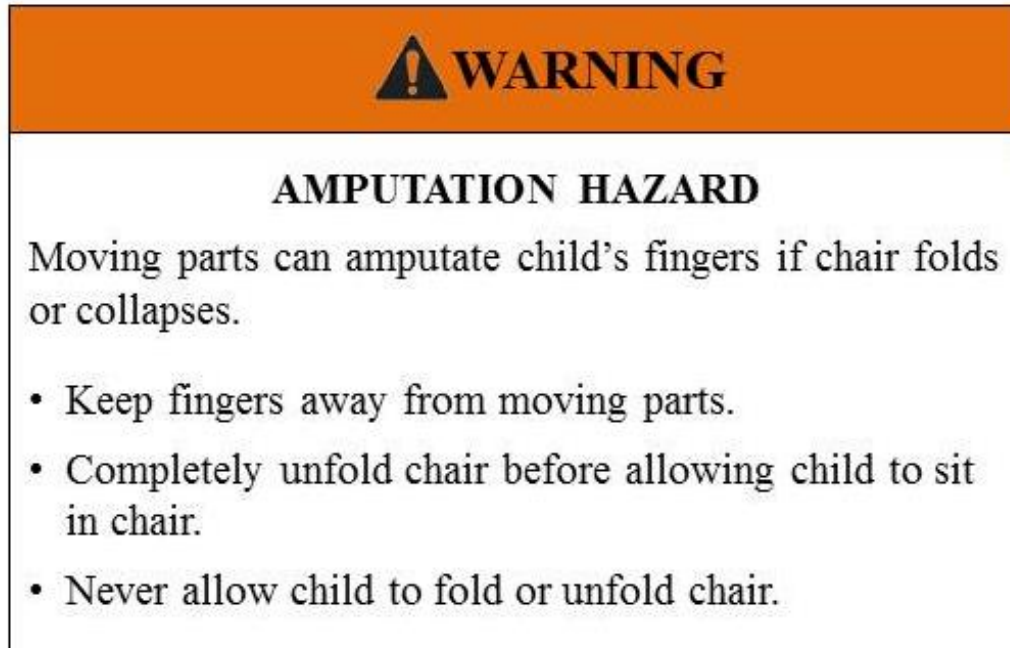 WARNING
AMPUTATION HAZARD
Moving parts can amputate child’s fingers if chair folds
or collapses.
• Keep fingers away from moving parts.
• Completely unfold chair before allowing child to sit
in chair.
• Never allow child to fold or unfold chair.